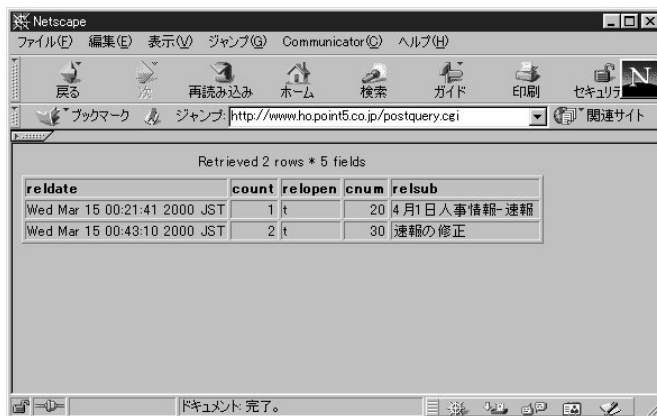 Netscape
ファイル(F) 編集(E) 表示(V) ジャンプ(G) Communicator(C) ヘルプ(H)
戻る 次 再読み込み ホーム 検索 ガイド 印刷 セキュリテ N
ブックマーク ジャンプ: http://www.ho.point5.co.jp/postquery.cgi 関連サイト
Retrieved 2 rows * 5 fields
reldate count relopen cnum relsub
Wed Mar 15 00:21:41 2000 JST 1 t 20 4月1日人事情報-速報
Wed Mar 15 00:43:10 2000 JST 2 t 30 速報の修正
ドキュメント: 完了。